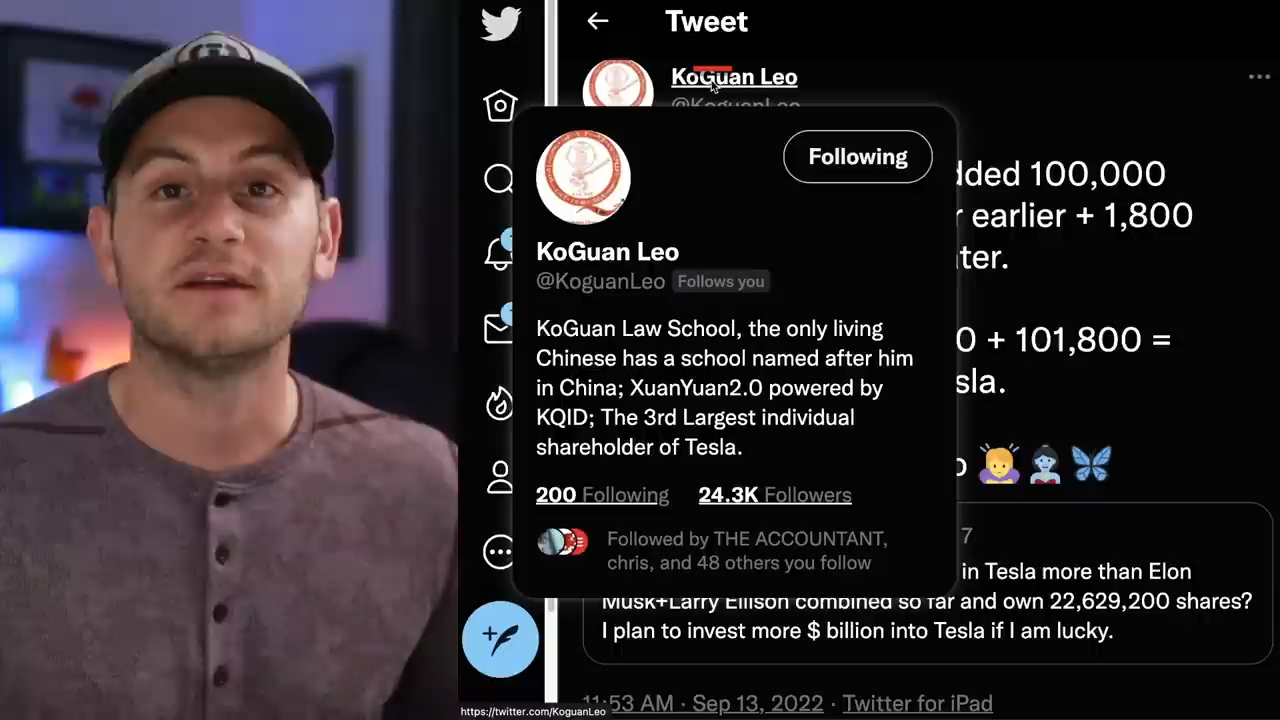 Tweet
KoGuan Leo
@KoguanLeo
Following
KoGuan Leo
@KoguanLeo Follows you
KoGuan Law School, the only living
Chinese has a school named after him
in China; XuanYuan2.0 powered by
KQID; The 3rd Largest individual
shareholder of Tesla.
200 Following 24.3K Followers
Followed by THE ACCOUNTANT,
chris, and 48 others you follow
dded 100,000
r earlier + 1,800
ter.
0 + 101,800 =
sla.
7
in Tesla more than Elon
Musk+Larry Ellison combined so far and own 22,629,200 shares?
I plan to invest more $ billion into Tesla if I am lucky.
11:53 AM · Sep 13, 2022 · Twitter for iPad
https://twitter.com/KoguanLeo